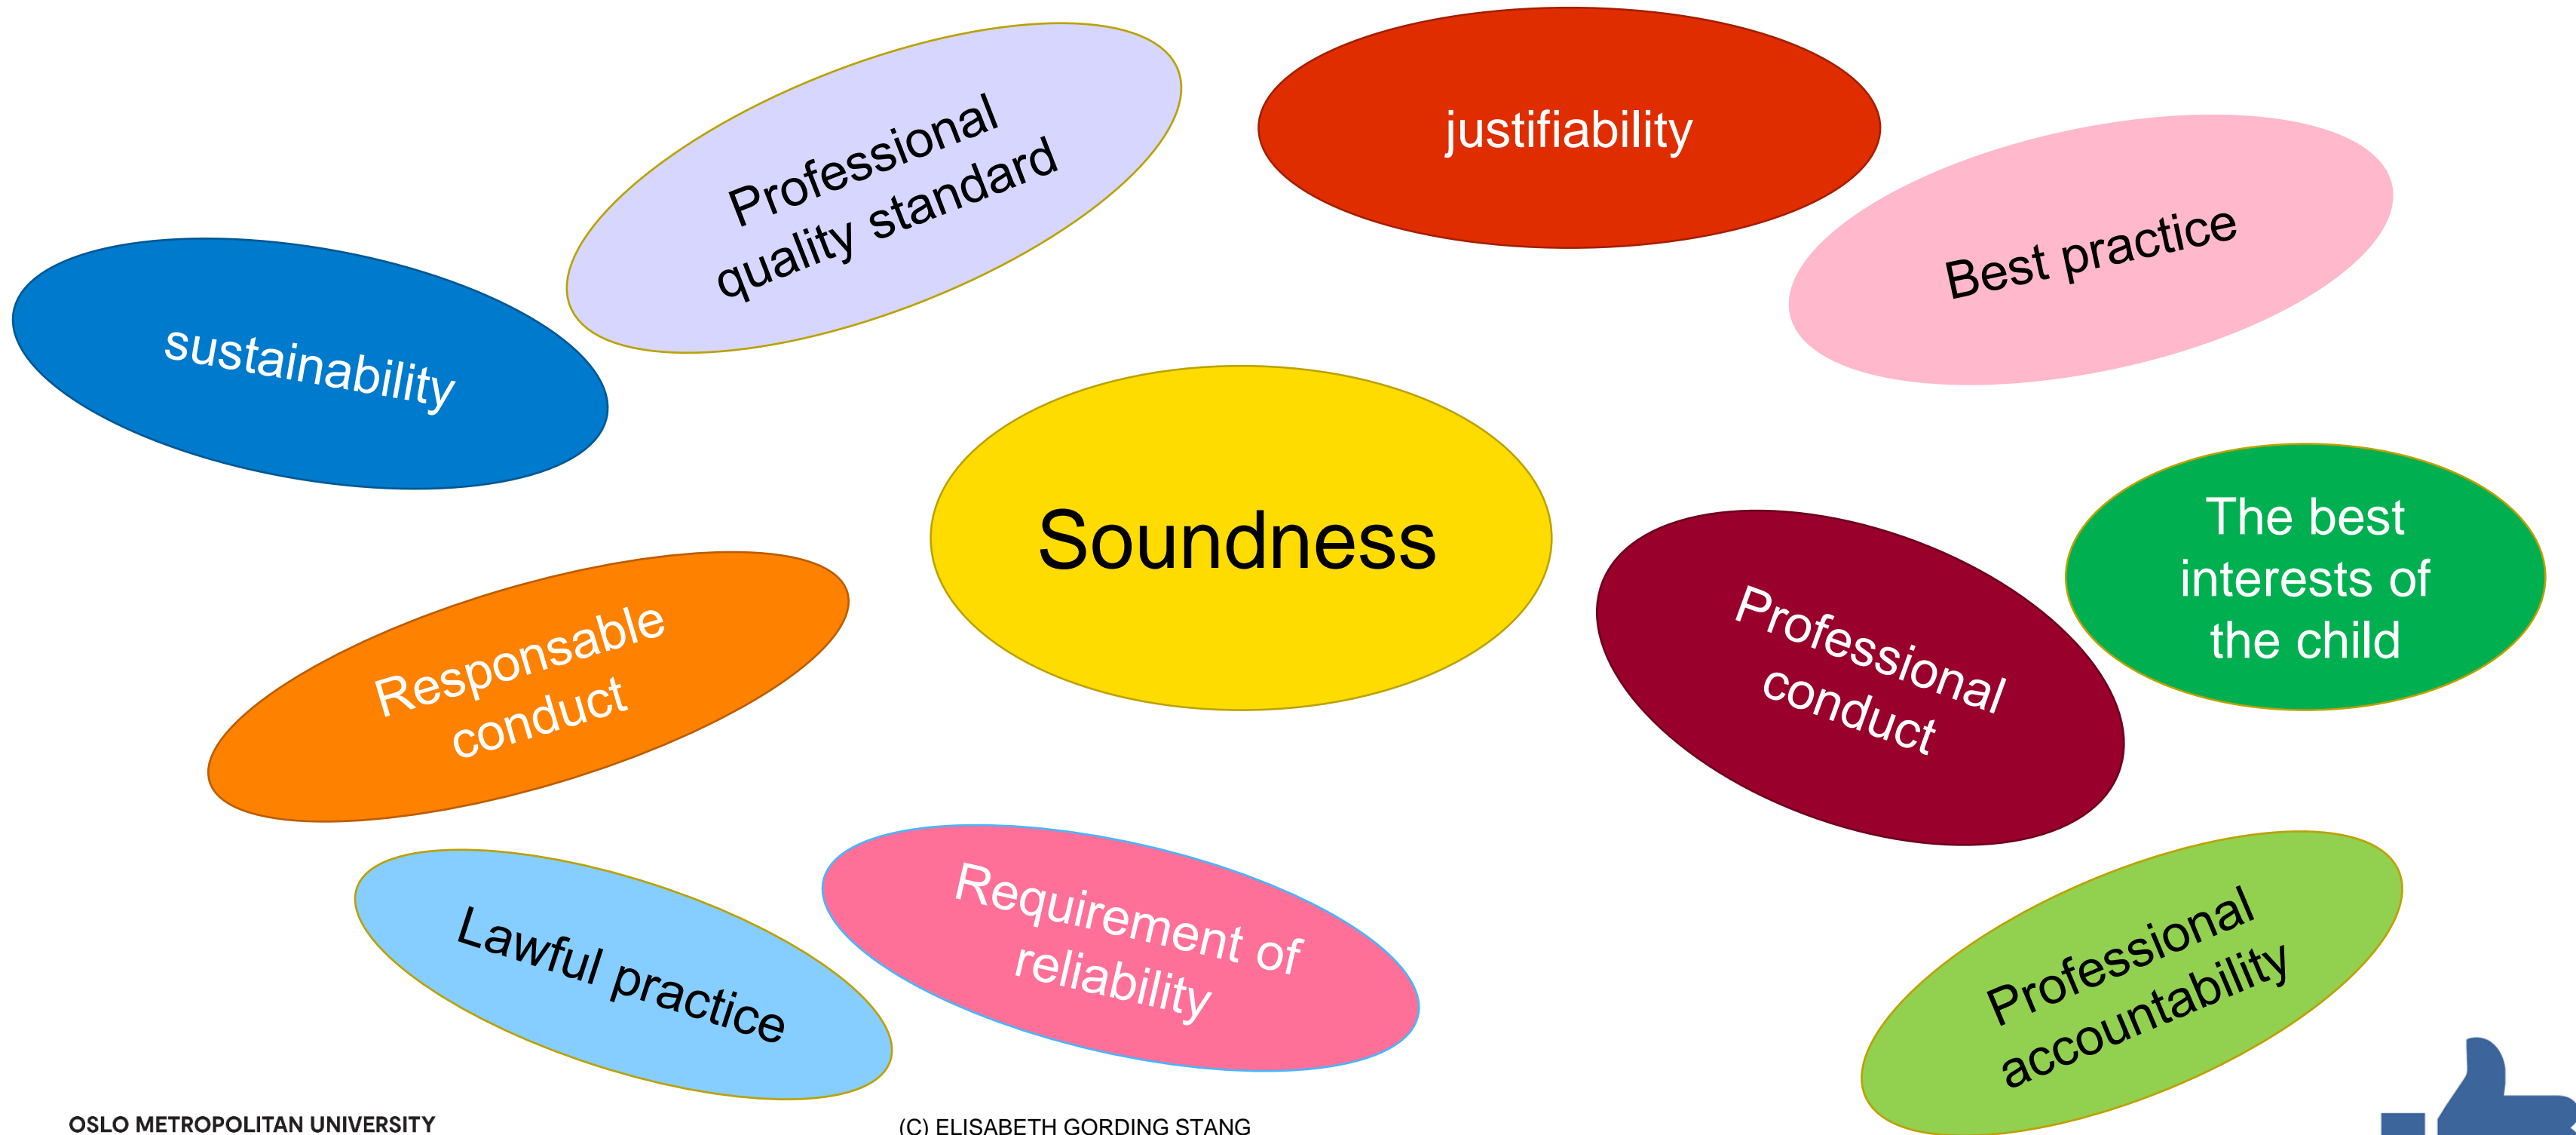 Professional
quality standard
justifiability
Best practice
sustainability
Soundness
The best
interests of
the child
Responsable
conduct
Professional
conduct
Lawful practice
Requirement of
reliability
Professional
accountability
OSLO METROPOLITAN UNIVERSITY
(C) ELISABETH GORDING STANG